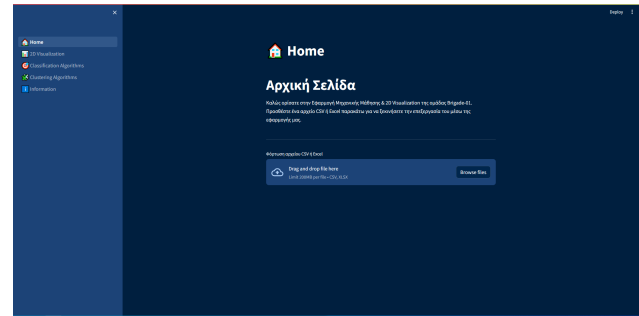 ×
Deploy
Home
2D Visualization
Classification Algorithms
Clustering Algorithms
Information
Home
Αρχική Σελίδα
Καλώς ορίσατε στην Εφαρμογή Μηχανικής Μάθησης & 2D Visualization της ομάδας Brigade-01.
Προσθέστε ένα αρχείο CSV ή Excel παρακάτω για να ξεκινήσετε την επεξεργασία του μέσω της
εφαρμογής μας.
Φόρτωση αρχείου CSV ή Excel
Drag and drop file here
Limit 200MB per file • CSV, XLSX
Browse files